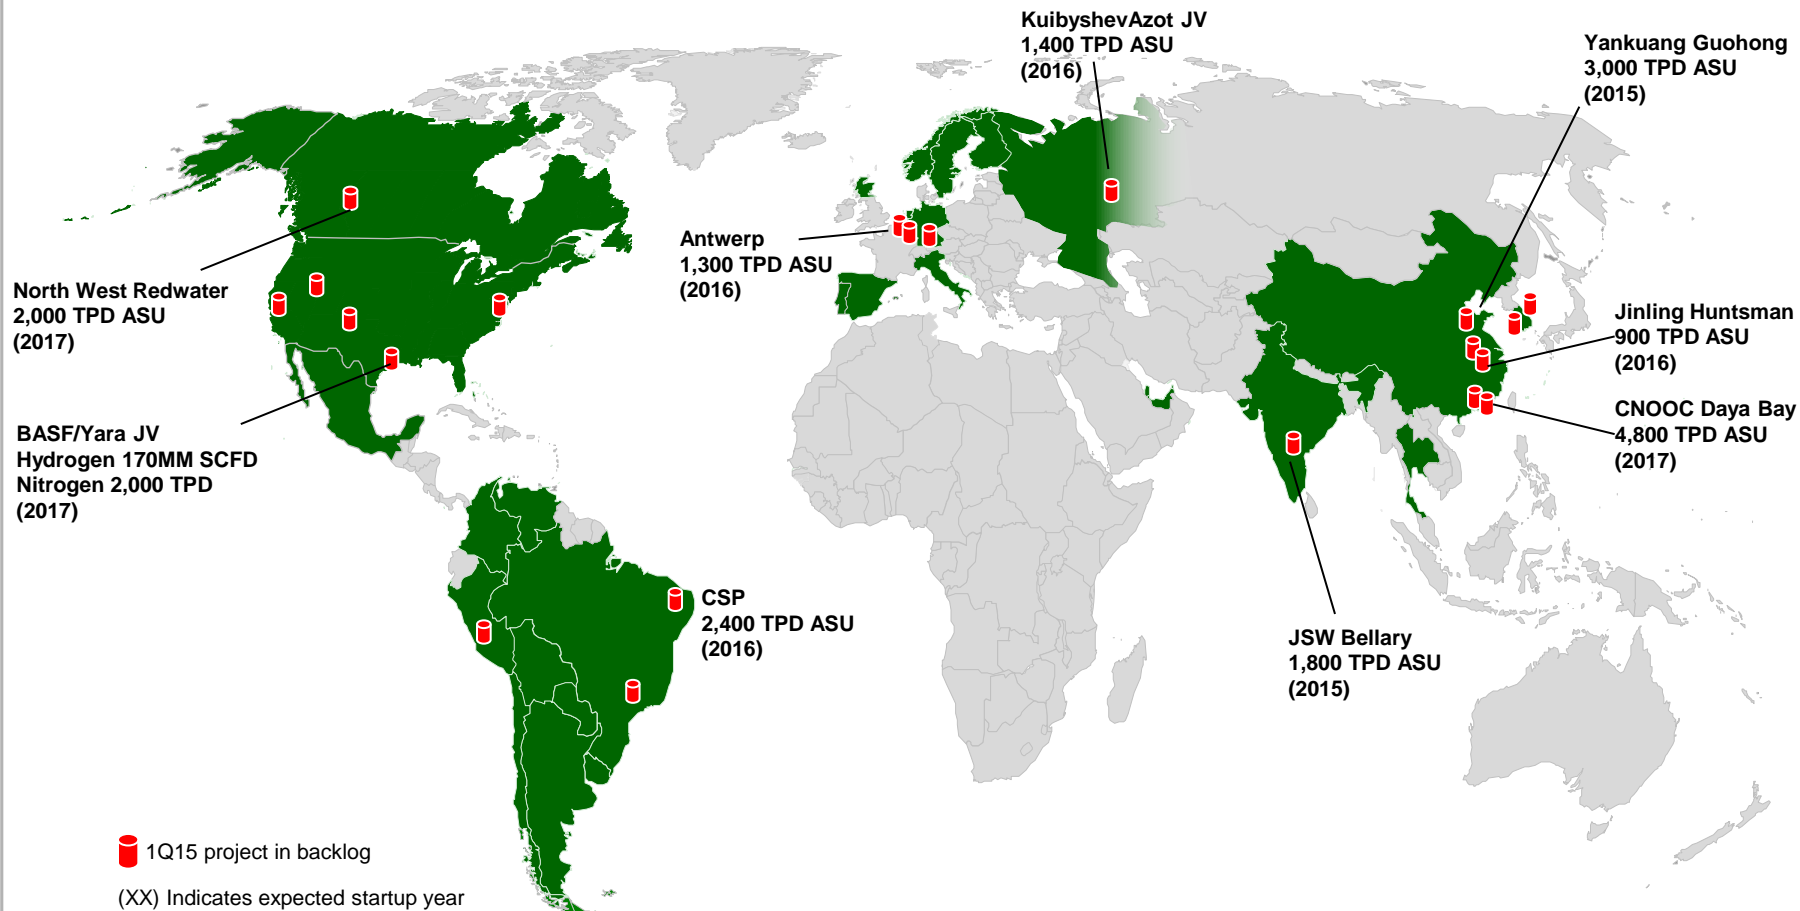 KuibyshevAzot JV
1,400 TPD ASU
(2016)
Yankuang Guohong
3,000 TPD ASU
(2015)
Antwerp
1,300 TPD ASU
(2016)
North West Redwater
2,000 TPD ASU
(2017)
Jinling Huntsman
900 TPD ASU
(2016)
CNOOC Daya Bay
4,800 TPD ASU
(2017)
BASF/Yara JV
Hydrogen 170MM SCFD
Nitrogen 2,000 TPD
(2017)
CSP
2,400 TPD ASU
(2016)
JSW Bellary
1,800 TPD ASU
(2015)
1Q15 project in backlog
(XX) Indicates expected startup year